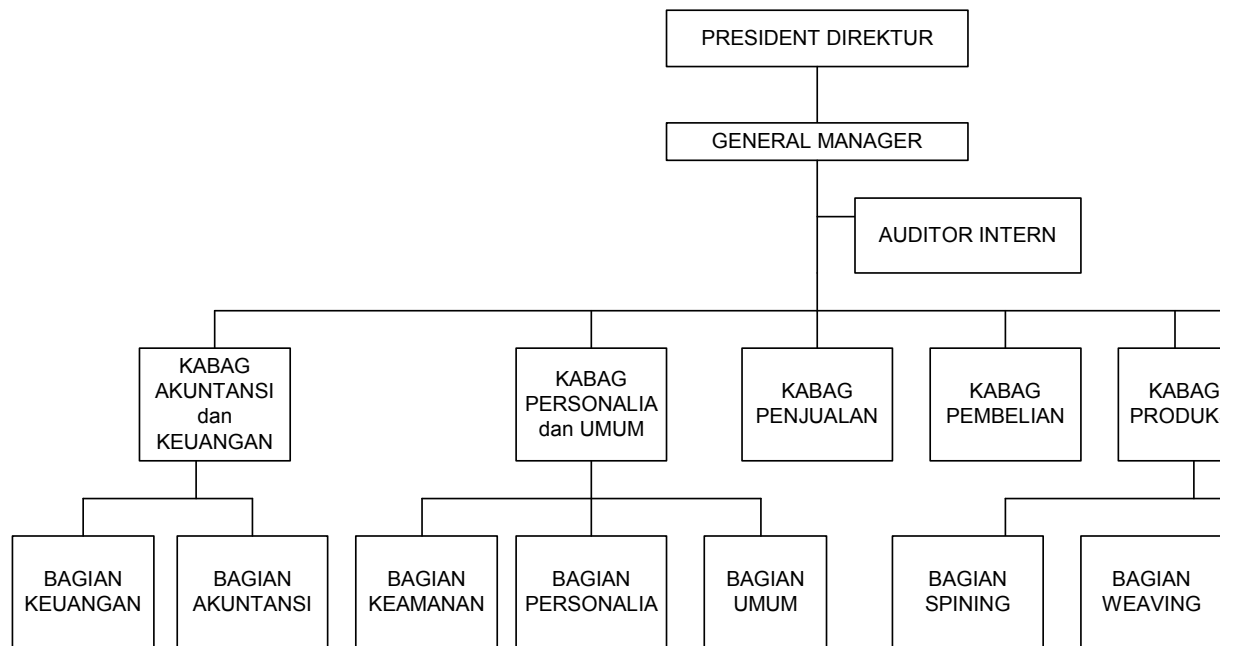 PRESIDENT DIREKTUR
GENERAL MANAGER
AUDITOR INTERN
KABAG
AKUNTANSI
dan
KEUANGAN
KABAG
PERSONALIA
dan UMUM
KABAG
PENJUALAN
KABAG
PEMBELIAN
KABAG
PRODUK
BAGIAN
KEUANGAN
BAGIAN
AKUNTANSI
BAGIAN
KEAMANAN
BAGIAN
PERSONALIA
BAGIAN
UMUM
BAGIAN
SPINING
BAGIAN
WEAVING